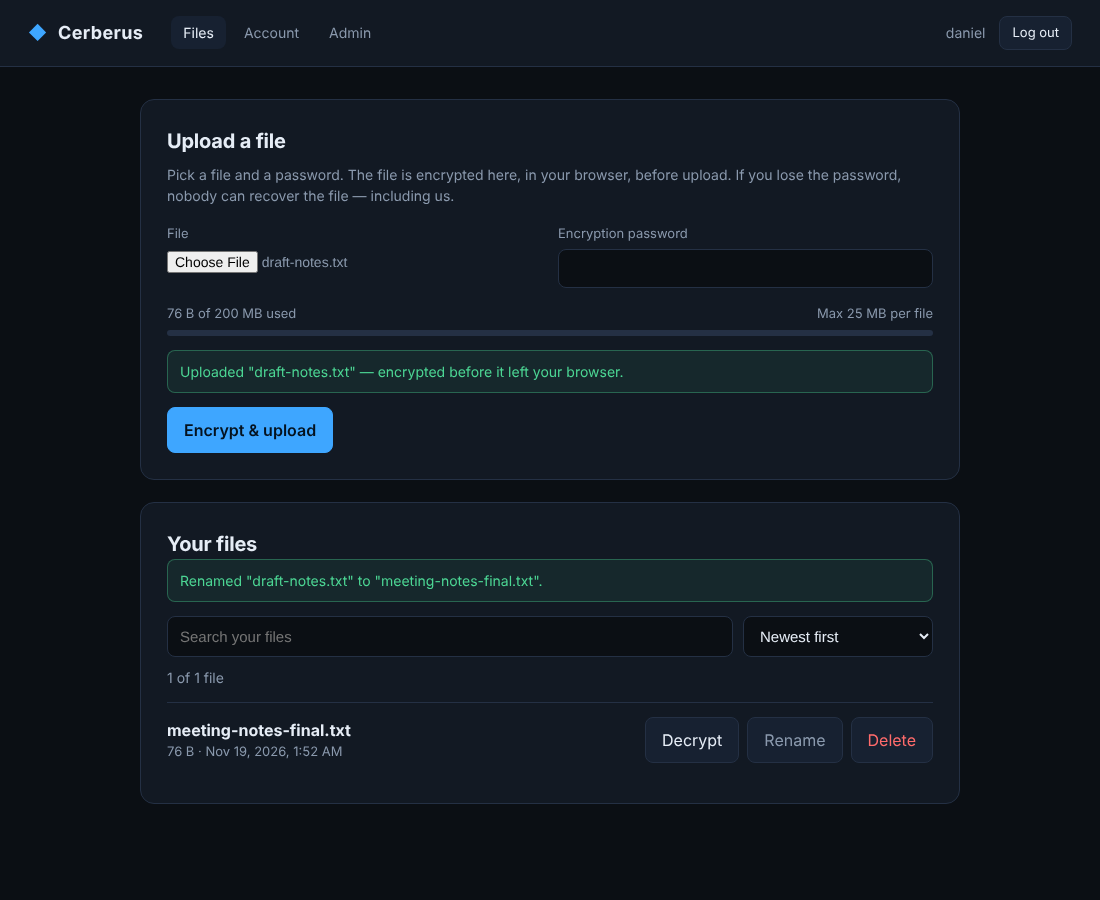 Cerberus Files Account Admin daniel Log out
Upload a file
Pick a file and a password. The file is encrypted here, in your browser, before upload. If you lose the password,
nobody can recover the file — including us.
File Encryption password
Choose File draft-notes.txt
76 B of 200 MB used Max 25 MB per file
Uploaded "draft-notes.txt" — encrypted before it left your browser.
Encrypt & upload
Your files
Renamed "draft-notes.txt" to "meeting-notes-final.txt".
Search your files Newest first
1 of 1 file
meeting-notes-final.txt
76 B · Nov 19, 2026, 1:52 AM
Decrypt Rename Delete